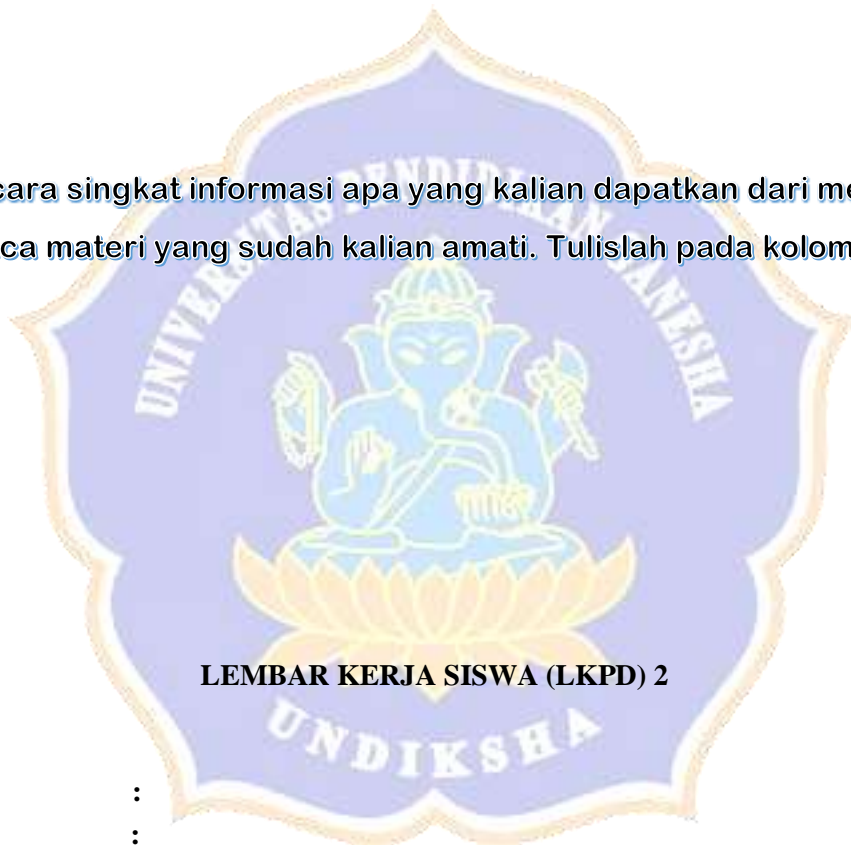 cara singkat informasi apa yang kalian dapatkan dari me
ca materi yang sudah kalian amati. Tulislah pada kolom
UNIVERSITAS PENDIDIKAN GANESHA
LEMBAR KERJA SISWA (LKPD) 2
UNDIKSHA
:
: